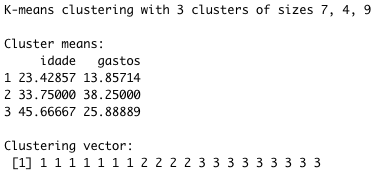 K-means clustering with 3 clusters of sizes 7, 4, 9
Cluster means:
idade gastos
1 23.42857 13.85714
2 33.75000 38.25000
3 45.66667 25.88889
Clustering vector:
[1] 1 1 1 1 1 1 1 2 2 2 2 3 3 3 3 3 3 3 3 3